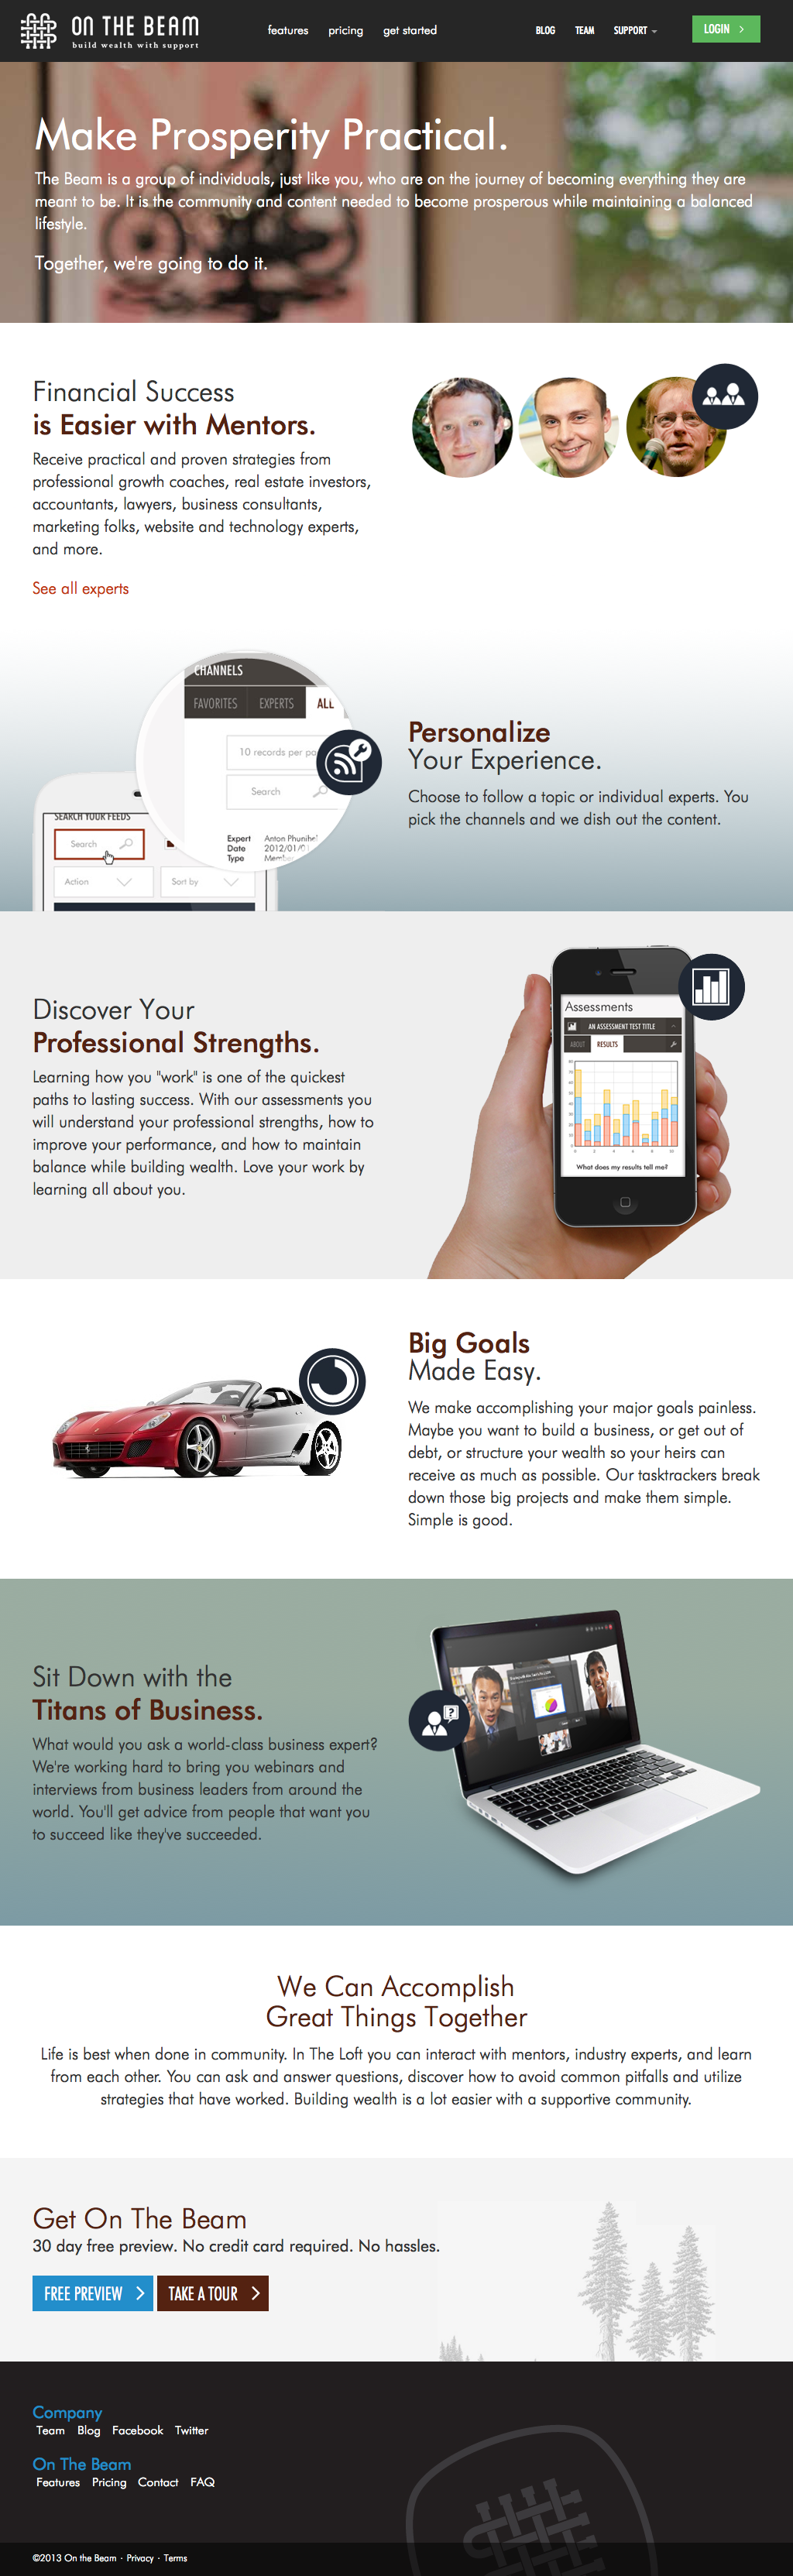 ON THE BEAM
build wealth with support
features pricing get started
BLOG TEAM SUPPORT
LOGIN
Make Prosperity Practical.
The Beam is a group of individuals, just like you, who are on the journey of becoming everything they are
meant to be. It is the community and content needed to become prosperous while maintaining a balanced
lifestyle.
Together, we're going to do it.
Financial Success
is Easier with Mentors.
Receive practical and proven strategies from
professional growth coaches, real estate investors,
accountants, lawyers, business consultants,
marketing folks, website and technology experts,
and more.
See all experts
CHANNELS
FAVORITES EXPERTS ALL
10 records per pa
Search
Expert Anton Phunihel
Date 2012/01/01
Type Member
SEARCH YOUR FEEDS
Search
Action Sort by
Personalize
Your Experience.
Choose to follow a topic or individual experts. You
pick the channels and we dish out the content.
Discover Your
Professional Strengths.
Learning how you "work" is one of the quickest
paths to lasting success. With our assessments you
will understand your professional strengths, how to
improve your performance, and how to maintain
balance while building wealth. Love your work by
learning all about you.
Assessments
AN ASSESSMENT TEST TITLE
ABOUT RESULTS
What does my results tell me?
Big Goals
Made Easy.
We make accomplishing your major goals painless.
Maybe you want to build a business, or get out of
debt, or structure your wealth so your heirs can
receive as much as possible. Our tasktrackers break
down those big projects and make them simple.
Simple is good.
Sit Down with the
Titans of Business.
What would you ask a world-class business expert?
We're working hard to bring you webinars and
interviews from business leaders from around the
world. You'll get advice from people that want you
to succeed like they've succeeded.
We Can Accomplish
Great Things Together
Life is best when done in community. In The Loft you can interact with mentors, industry experts, and learn
from each other. You can ask and answer questions, discover how to avoid common pitfalls and utilize
strategies that have worked. Building wealth is a lot easier with a supportive community.
Get On The Beam
30 day free preview. No credit card required. No hassles.
FREE PREVIEW TAKE A TOUR
Company
Team Blog Facebook Twitter
On The Beam
Features Pricing Contact FAQ
©2013 On the Beam · Privacy · Terms